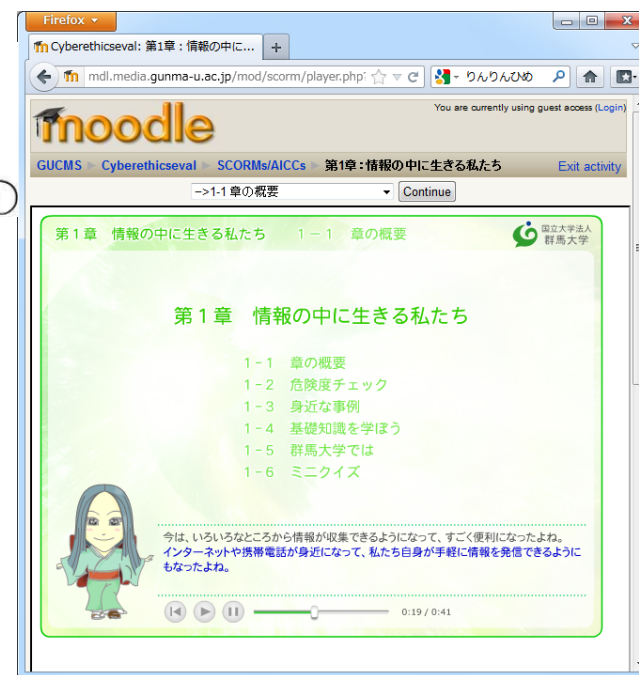 Firefox
Cyberethicseval: 第1章 : 情報の中に...
mdl.media.gunma-u.ac.jp/mod/scorm/player.php?
りんりんひめ
moodle
You are currently using guest access (Login)
GUCMS ► Cyberethicseval ► SCORMs/AICCs ► 第1章:情報の中に生きる私たち
Exit activity
->1-1 章の概要
Continue
第１章 情報の中に生きる私たち １－１ 章の概要
国立大学法人
群馬大学
第１章 情報の中に生きる私たち
１－１ 章の概要
１－２ 危険度チェック
１－３ 身近な事例
１－４ 基礎知識を学ぼう
１－５ 群馬大学では
１－６ ミニクイズ
今は、いろいろなところから情報が収集できるようになって、すごく便利になったよね。
インターネットや携帯電話が身近になって、私たち自身が手軽に情報を発信できるように
もなったよね。
0:19 / 0:41